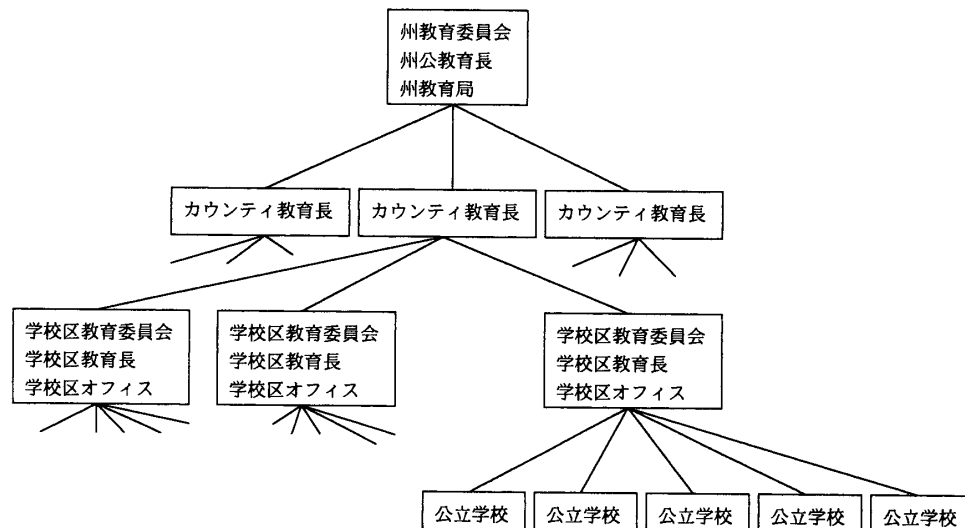 州教育委員会
州公教育長
州教育局
カウンティ教育長
カウンティ教育長
カウンティ教育長
学校区教育委員会
学校区教育長
学校区オフィス
学校区教育委員会
学校区教育長
学校区オフィス
学校区教育委員会
学校区教育長
学校区オフィス
公立学校
公立学校
公立学校
公立学校
公立学校